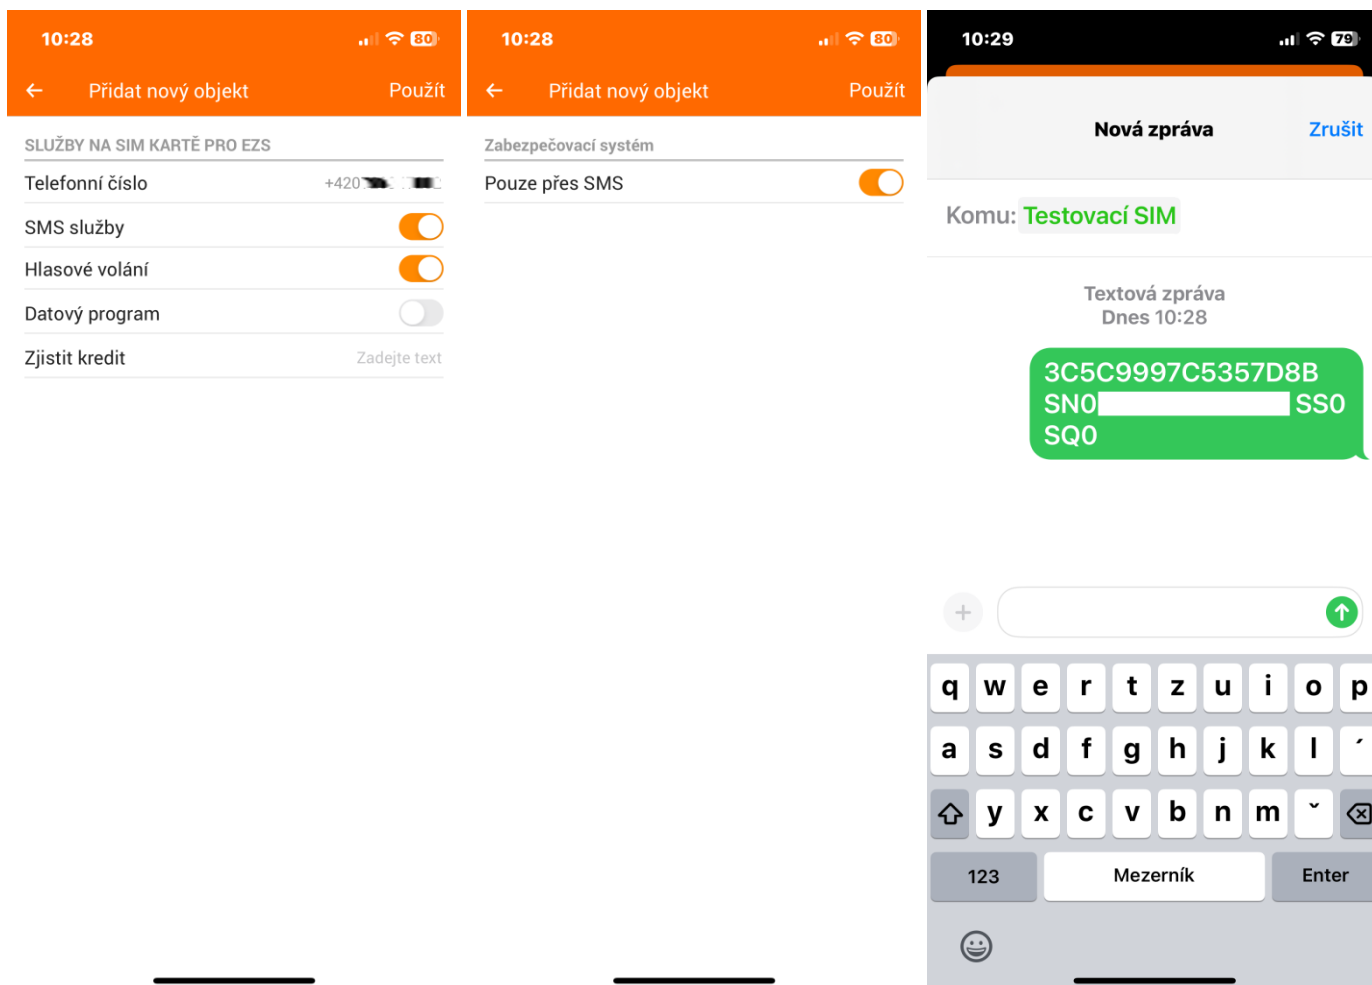 10:28
80
Přidat nový objekt
Použít
SLUŽBY NA SIM KARTĚ PRO EZS
Telefonní číslo
+420
SMS služby
Hlasové volání
Datový program
Zjistit kredit
Zadejte text
10:28
80
Přidat nový objekt
Použít
Zabezpečovací systém
Pouze přes SMS
10:29
79
Nová zpráva
Zrušit
Komu: Testovací SIM
Textová zpráva
Dnes 10:28
3C5C9997C5357D8B
SN0 SS0
SQ0
q w e r t z u i o p
a s d f g h j k l ´
y x c v b n m ˇ
123
Mezerník
Enter